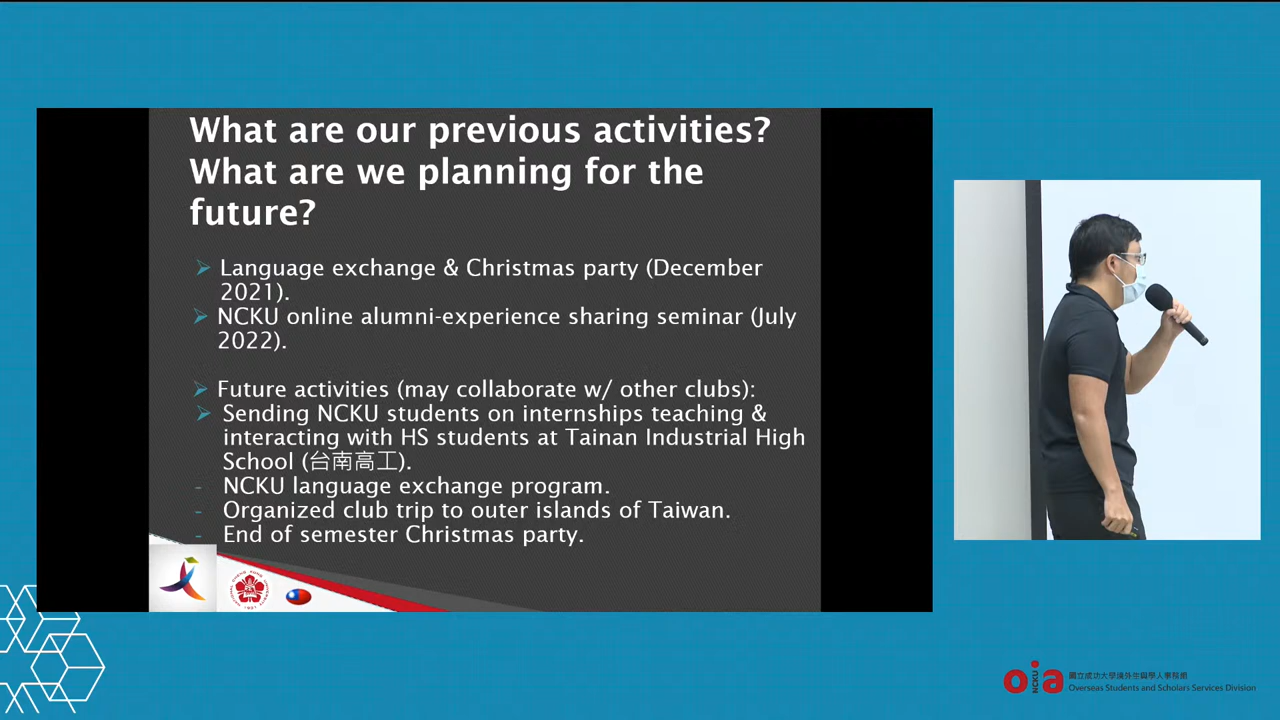 What are our previous activities?
What are we planning for the
future?
➢ Language exchange & Christmas party (December
2021).
➢ NCKU online alumni-experience sharing seminar (July
2022).
➢ Future activities (may collaborate w/ other clubs):
➢ Sending NCKU students on internships teaching &
interacting with HS students at Tainan Industrial High
School (台南高工).
- NCKU language exchange program.
- Organized club trip to outer islands of Taiwan.
- End of semester Christmas party.
NCKU
oia
國立成功大學境外生與學人事務組
Overseas Students and Scholars Services Division